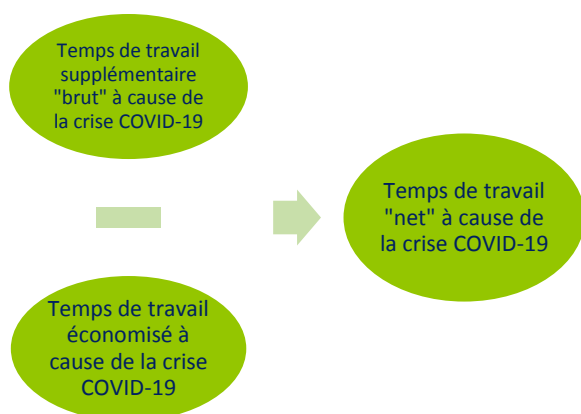 Temps de travail
supplémentaire
"brut" à cause de
la crise COVID-19
Temps de travail
"net" à cause de
la crise COVID-19
Temps de travail
économisé à
cause de la crise
COVID-19